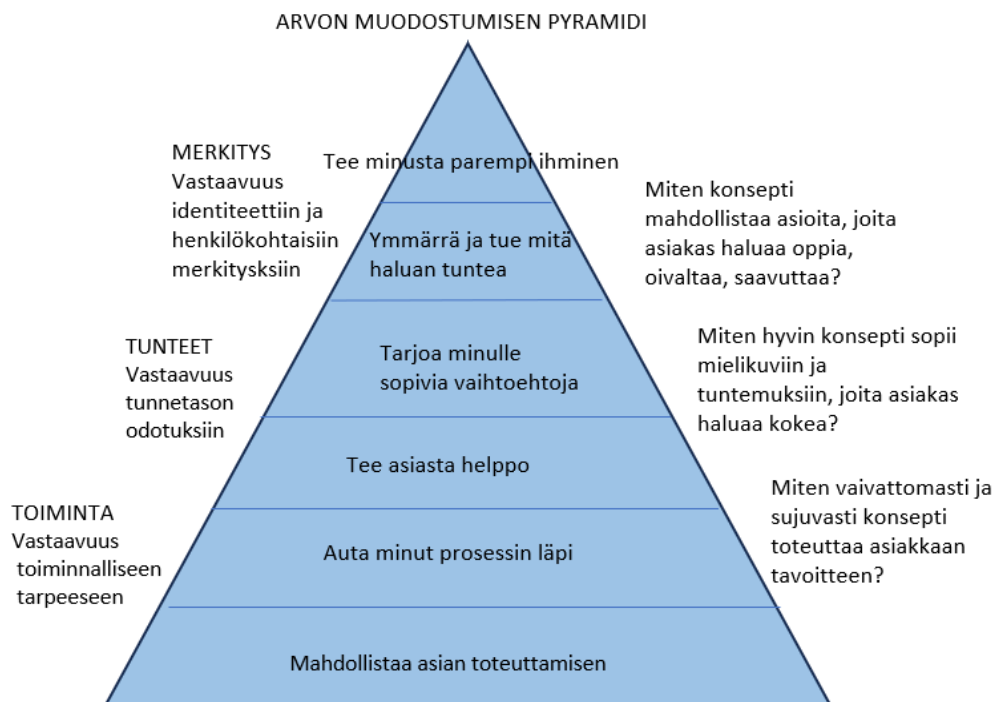 ARVON MUODOSTUMISEN PYRAMIDI
MERKITYS
Vastaavuus
identiteettiin ja
henkilökohtaisiin
merkitysksiin
Tee minusta parempi ihminen
Ymmärrä ja tue mitä
haluan tuntea
Miten konsepti
mahdollistaa asioita, joita
asiakas haluaa oppia,
oivaltaa, saavuttaa?
TUNTEET
Vastaavuus
tunnetason
odotuksiin
Tarjoa minulle
sopivia vaihtoehtoja
Miten hyvin konsepti sopii
mielikuviin ja
tuntemuksiin, joita asiakas
haluaa kokea?
Tee asiasta helppo
TOIMINTA
Vastaavuus
toiminnalliseen
tarpeeseen
Auta minut prosessin läpi
Miten vaivattomasti ja
sujuvasti konsepti
toteuttaa asiakkaan
tavoitteen?
Mahdollistaa asian toteuttamisen